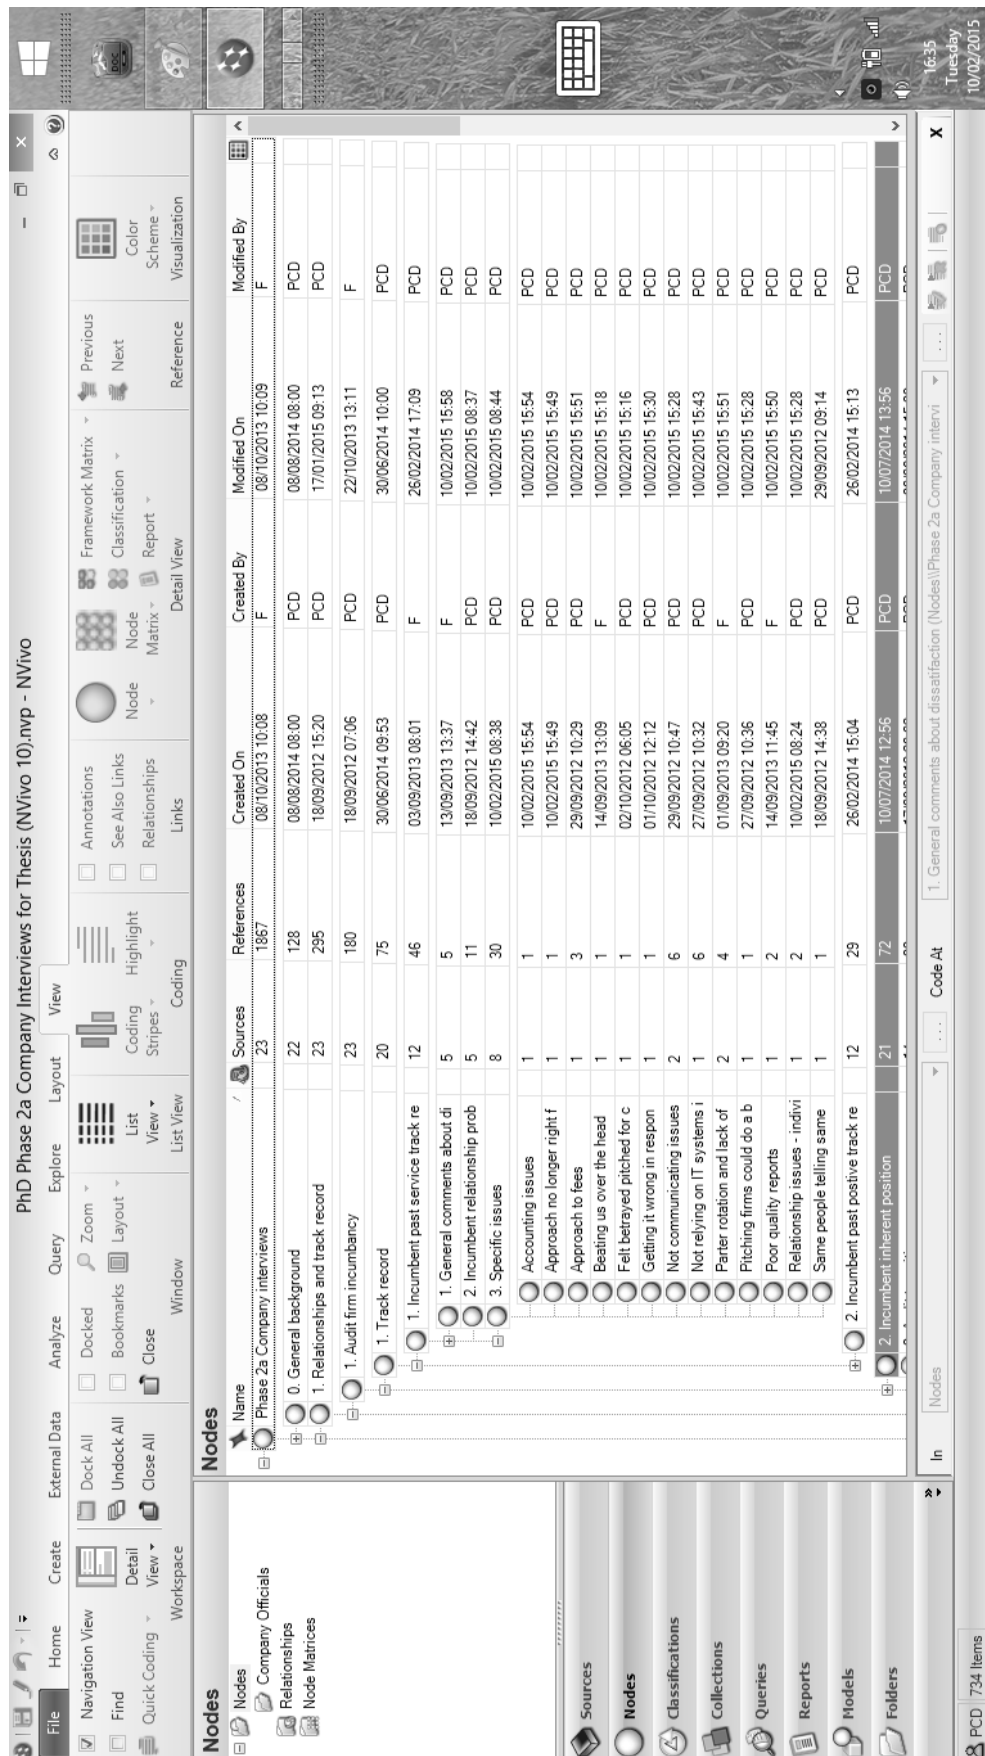 PhD Phase 2a Company Interviews for Thesis (NVivo 10).nvp - NVivo
File Home Create External Data Analyze Query Explore Layout View
Navigation View
Find
Quick Coding
Detail View
Workspace
Dock All
Undock All
Close All
Docked
Bookmarks
Close
Zoom
Layout
Window
List View
List View
Coding Stripes
Highlight
Coding
Annotations
See Also Links
Relationships
Links
Node
Node Matrix
Framework Matrix
Classification
Report
Detail View
Previous
Next
Reference
Color Scheme
Visualization
Nodes
Nodes
Company Officials
Relationships
Node Matrices
Sources
Nodes
Classifications
Collections
Queries
Reports
Models
Folders
Nodes
Name Sources References Created On Created By Modified On Modified By
Phase 2a Company interviews 23 1867 08/10/2013 10:08 F 08/10/2013 10:09 F
0. General background 22 128 08/08/2014 08:00 PCD 08/08/2014 08:00 PCD
1. Relationships and track record 23 295 18/09/2012 15:20 PCD 17/01/2015 09:13 PCD
1. Audit firm incumbancy 23 180 18/09/2012 07:06 PCD 22/10/2013 13:11 F
1. Track record 20 75 30/06/2014 09:53 PCD 30/06/2014 10:00 PCD
1. Incumbent past service track re 12 46 03/09/2013 08:01 F 26/02/2014 17:09 PCD
1. General comments about di 5 5 13/09/2013 13:37 F 10/02/2015 15:58 PCD
2. Incumbent relationship prob 5 11 18/09/2012 14:42 PCD 10/02/2015 08:37 PCD
3. Specific issues 8 30 10/02/2015 08:38 PCD 10/02/2015 08:44 PCD
Accounting issues 1 1 10/02/2015 15:54 PCD 10/02/2015 15:54 PCD
Approach no longer right f 1 1 10/02/2015 15:49 PCD 10/02/2015 15:49 PCD
Approach to fees 1 3 29/09/2012 10:29 PCD 10/02/2015 15:51 PCD
Beating us over the head 1 1 14/09/2013 13:09 F 10/02/2015 15:18 PCD
Felt betrayed pitched for c 1 1 02/10/2012 06:05 PCD 10/02/2015 15:16 PCD
Getting it wrong in respon 1 1 01/10/2012 12:12 PCD 10/02/2015 15:30 PCD
Not communicating issues 2 6 29/09/2012 10:47 PCD 10/02/2015 15:28 PCD
Not relying on IT systems i 1 6 27/09/2012 10:32 PCD 10/02/2015 15:43 PCD
Parter rotation and lack of 2 4 01/09/2013 09:20 F 10/02/2015 15:51 PCD
Pitching firms could do a b 1 1 27/09/2012 10:36 PCD 10/02/2015 15:28 PCD
Poor quality reports 1 2 14/09/2013 11:45 F 10/02/2015 15:50 PCD
Relationship issues - indivi 1 2 10/02/2015 08:24 PCD 10/02/2015 15:28 PCD
Same people telling same 1 1 18/09/2012 14:38 PCD 29/09/2012 09:14 PCD
2. Incumbent past postive track re 12 29 26/02/2014 15:04 PCD 26/02/2014 15:13 PCD
2. Incumbent inherent position 21 72 10/07/2014 12:56 PCD 10/07/2014 13:56 PCD
In Nodes ... Code At 1. General comments about dissatifaction (Nodes\\Phase 2a Company intervi ... X
PCD 734 Items
16:35
Tuesday
10/02/2015